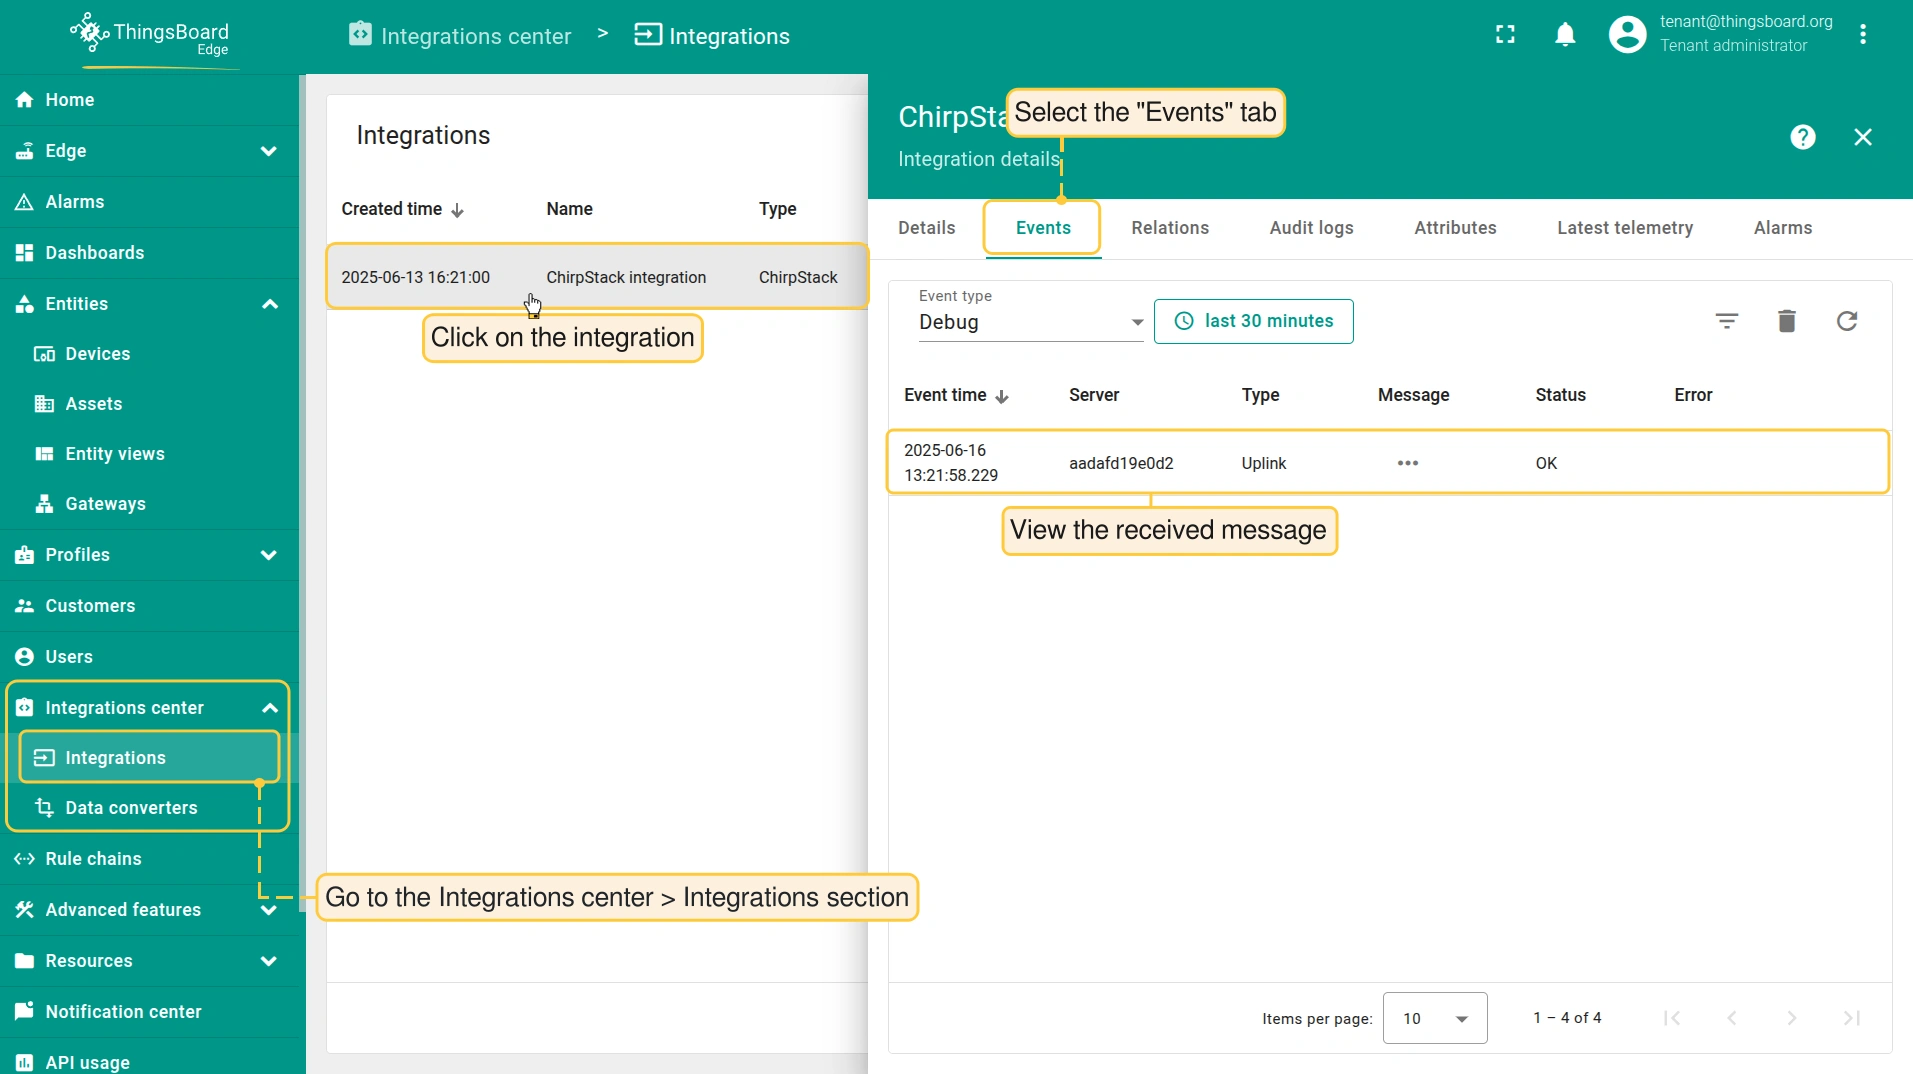 ThingsBoard
Edge
Integrations center > Integrations
tenant@thingsboard.org
Tenant administrator
Home
Edge
Alarms
Dashboards
Entities
Devices
Assets
Entity views
Gateways
Profiles
Customers
Users
Integrations center
Integrations
Data converters
Rule chains
Advanced features
Resources
Notification center
API usage
Integrations
Created time Name Type
2025-06-13 16:21:00 ChirpStack integration ChirpStack
Click on the integration
Go to the Integrations center > Integrations section
ChirpSta
Select the "Events" tab
Integration details
Details Events Relations Audit logs Attributes Latest telemetry Alarms
Event type
Debug
last 30 minutes
Event time Server Type Message Status Error
2025-06-16
13:21:58.229
aadafd19e0d2 Uplink ••• OK
View the received message
Items per page: 10 1 – 4 of 4